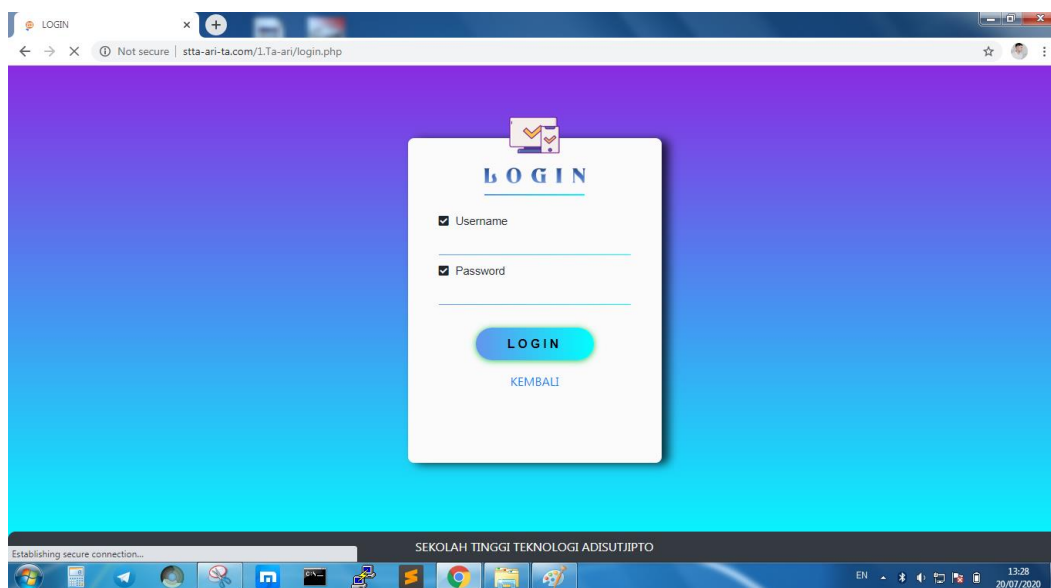 LOGIN
Not secure | stta-ari-ta.com/1.Ta-ari/login.php
LOGIN
Username
Password
LOGIN
KEMBALI
SEKOLAH TINGGI TEKNOLOGI ADISUTJIPTO
Establishing secure connection...
EN
13:28
20/07/2020